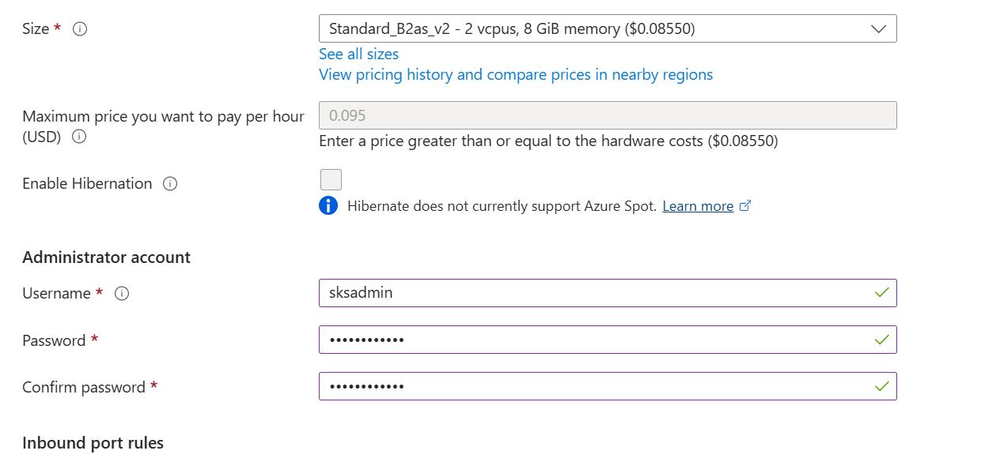 Size *
Standard_B2as_v2 - 2 vcpus, 8 GiB memory ($0.08550)
See all sizes
View pricing history and compare prices in nearby regions
Maximum price you want to pay per hour
(USD)
0.095
Enter a price greater than or equal to the hardware costs ($0.08550)
Enable Hibernation
Hibernate does not currently support Azure Spot. Learn more
Administrator account
Username *
sksadmin
Password *
••••••••••••
Confirm password *
••••••••••••
Inbound port rules